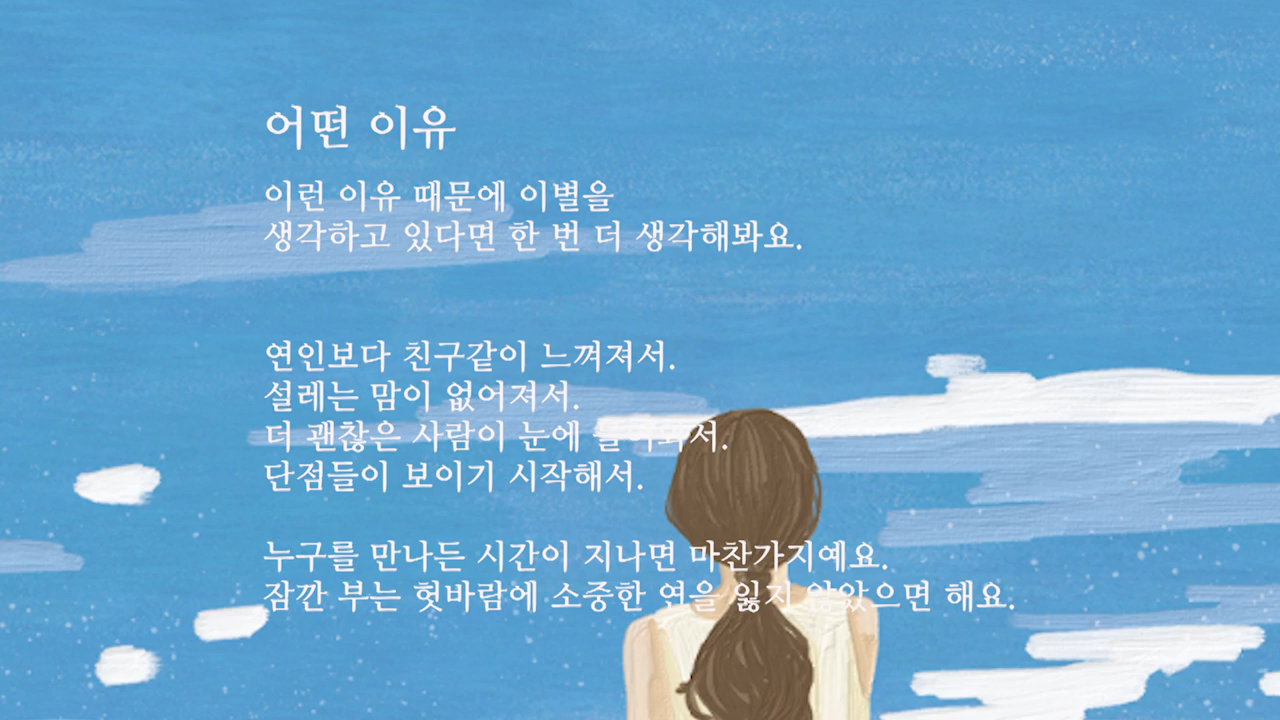 어떤 이유
이런 이유 때문에 이별을
생각하고 있다면 한 번 더 생각해봐요.
연인보다 친구같이 느껴져서.
설레는 맘이 없어져서.
더 괜찮은 사람이 눈에 들어와서.
단점들이 보이기 시작해서.
누구를 만나든 시간이 지나면 마찬가지예요.
잠깐 부는 헛바람에 소중한 연을 잃지 않았으면 해요.